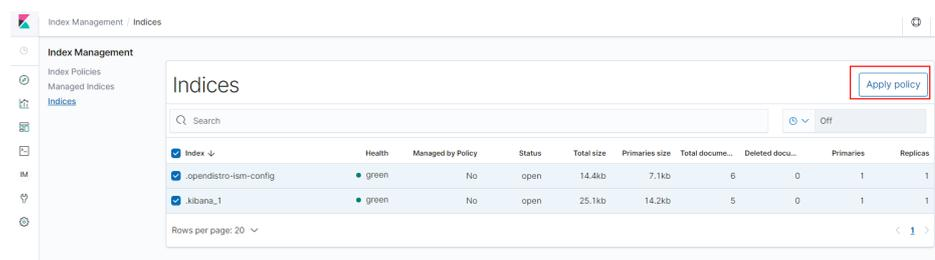 Index Management / Indices
Index Management
Index Policies
Managed Indices
Indices
Indices
Apply policy
Search
Off
Index Health Managed by Policy Status Total size Primaries size Total docume... Deleted docu... Primaries Replicas
.opendistro-ism-config green No open 14.4kb 7.1kb 6 0 1 1
.kibana_1 green No open 25.1kb 14.2kb 5 0 1 1
IM
Rows per page: 20
1